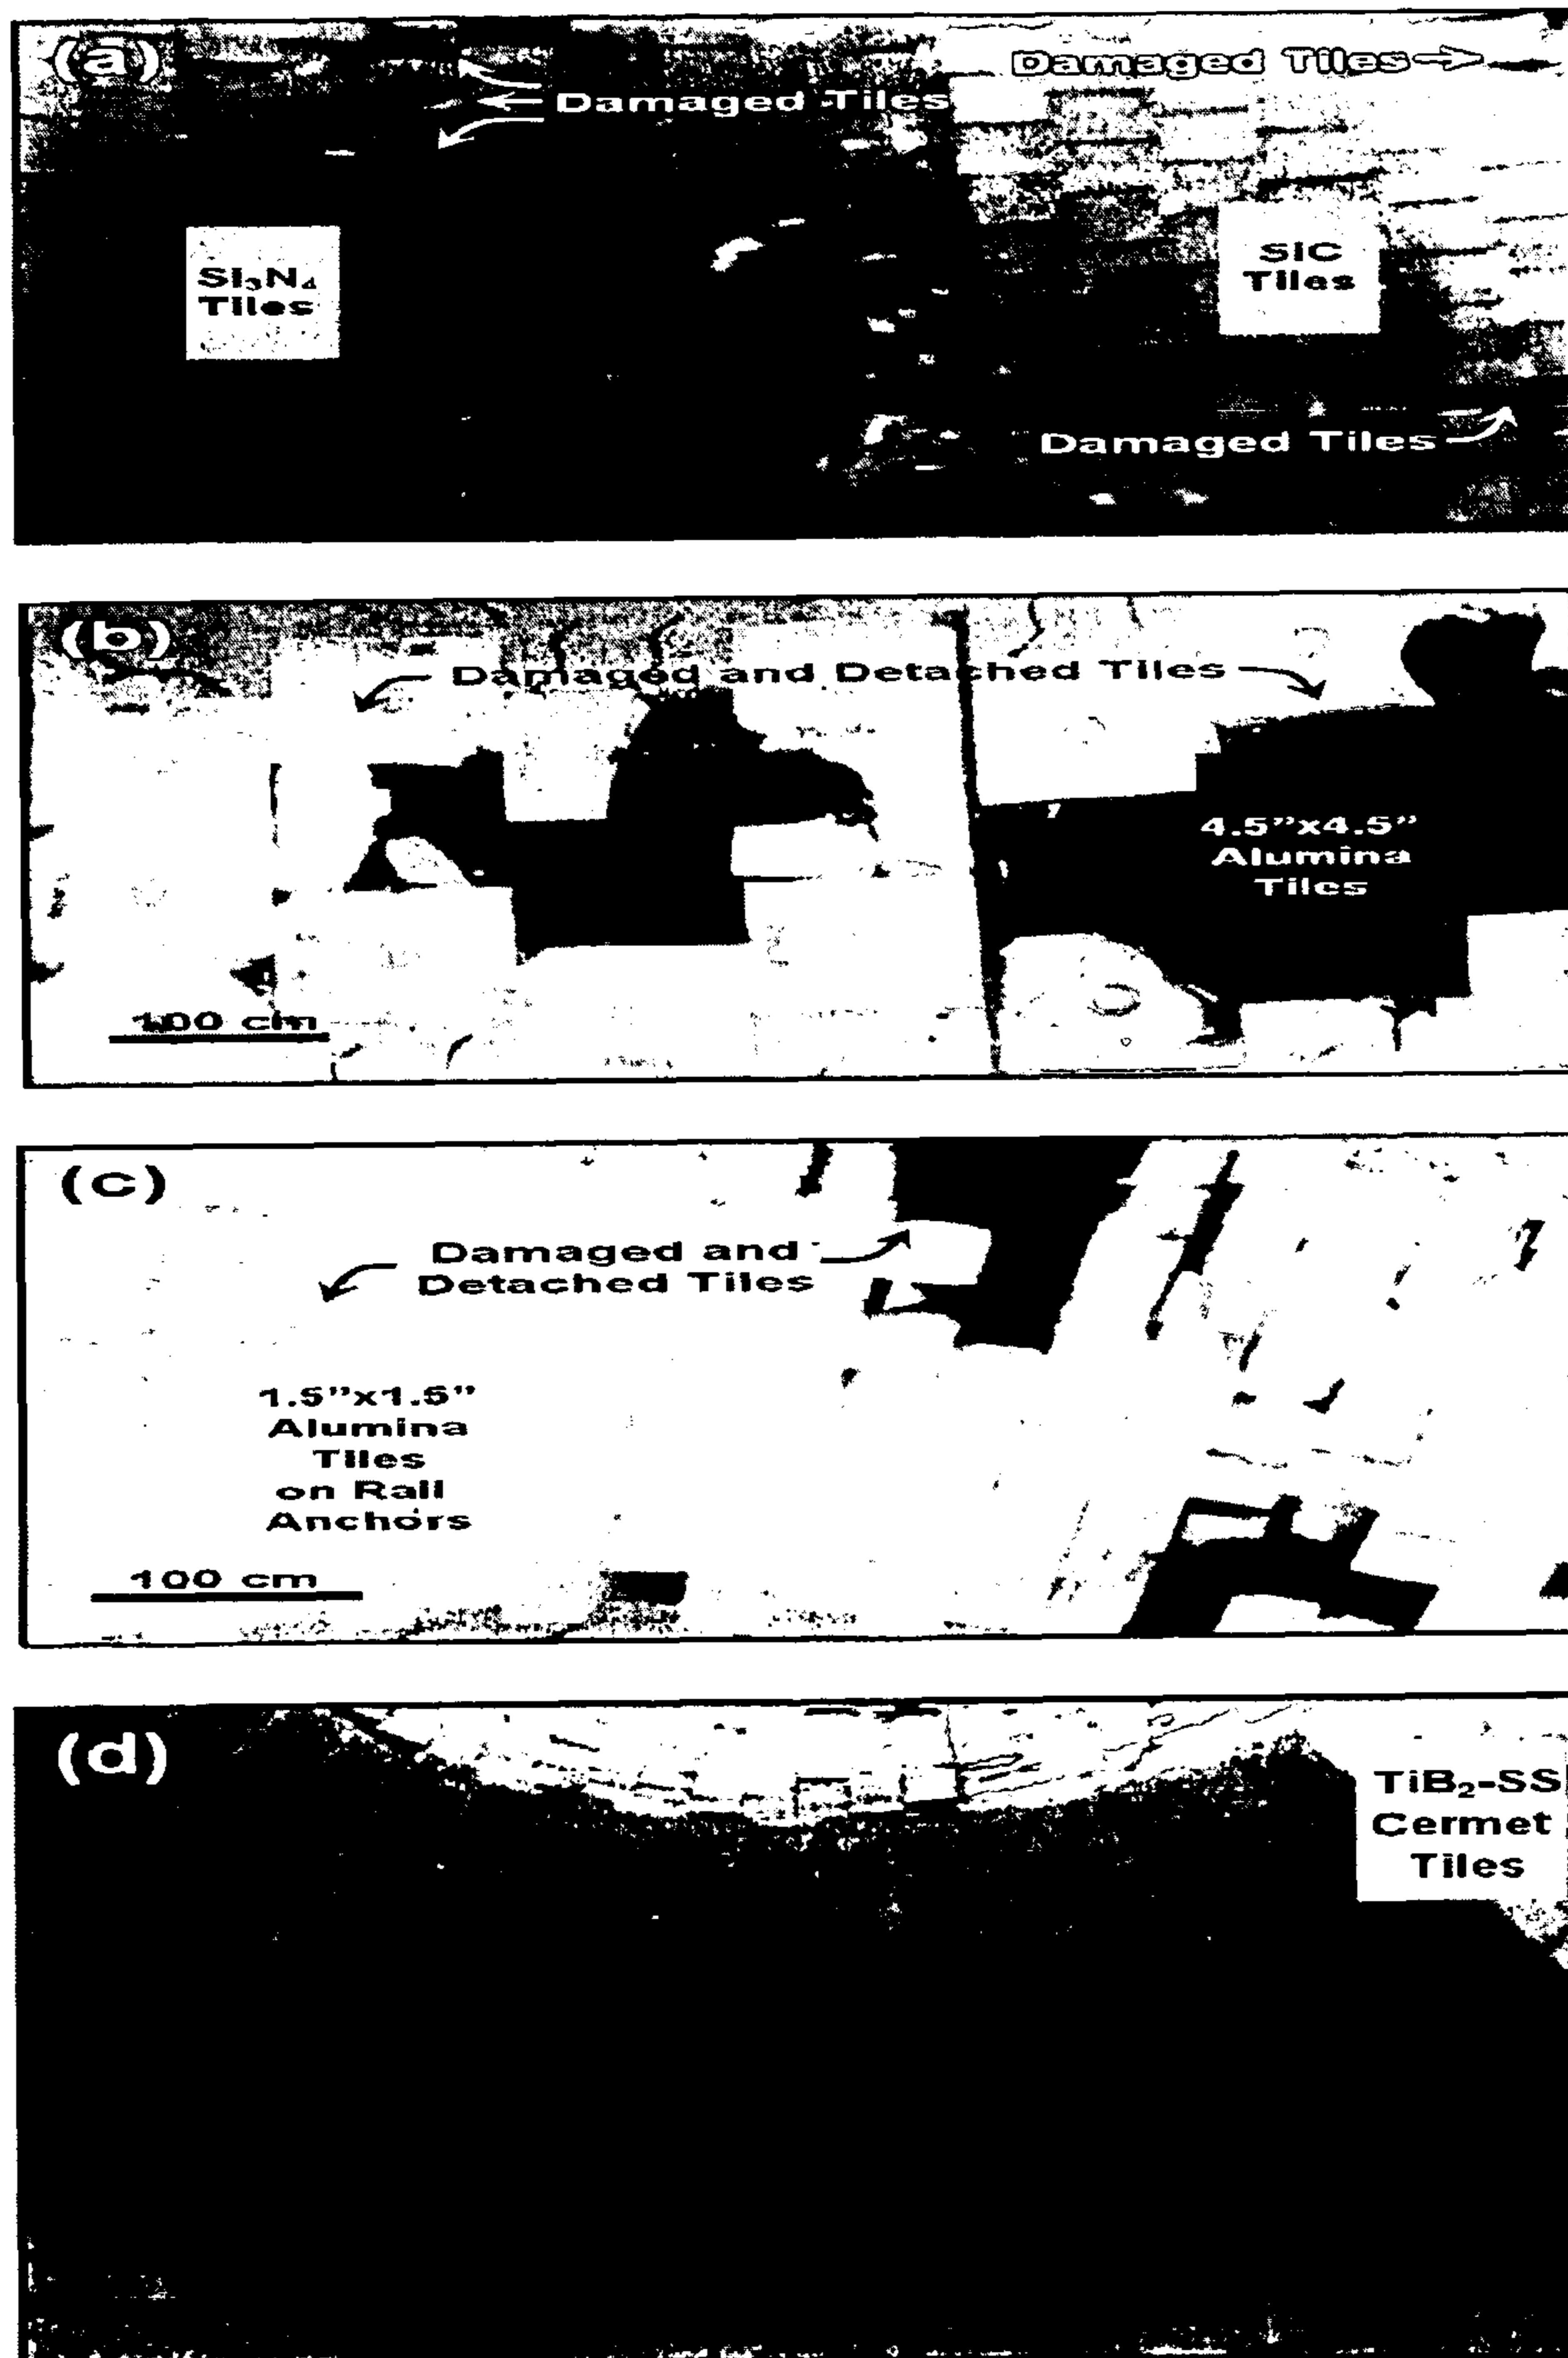 (a)
Damaged Tiles
Damaged Tiles
Si₃N₄
Tiles
SiC
Tiles
Damaged Tiles
(b)
Damaged and Detached Tiles
4.5”x4.5”
Alumina
Tiles
100 cm
(c)
Damaged and
Detached Tiles
1.5”x1.5”
Alumina
Tiles
on Rail
Anchors
100 cm
(d)
TiB₂-SS
Cermet
Tiles